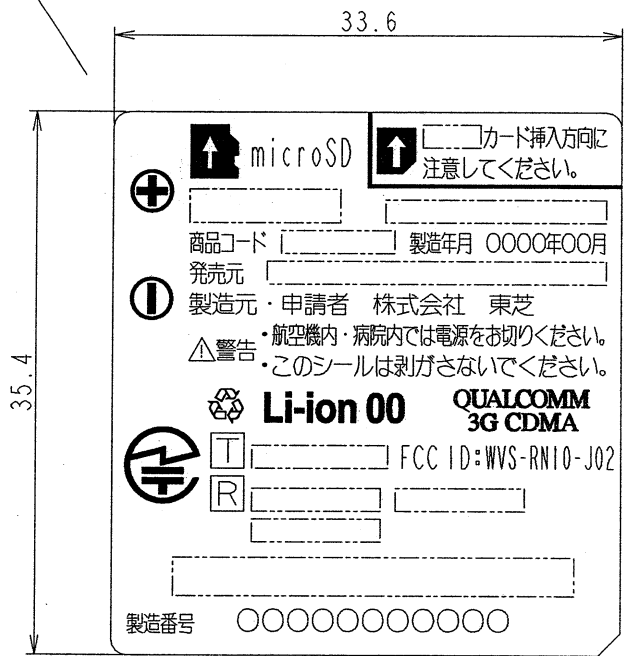 33.6
35.4
microSD
カード挿入方向に
注意してください。
商品コード 製造年月 0000年00月
発売元
製造元・申請者 株式会社 東芝
⚠警告 ・航空機内・病院内では電源をお切りください。
・このシールは剥がさないでください。
Li-ion 00
QUALCOMM
3G CDMA
T FCC ID:WVS-RN10-J02
R
製造番号 00000000000